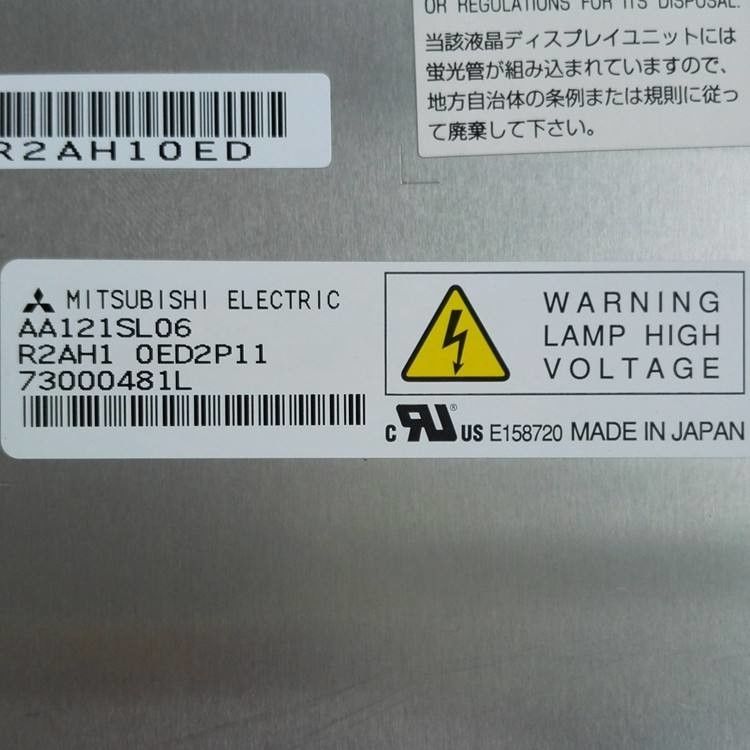 OR REGULATIONS FOR ITS DISPOSAL.
当該液晶ディスプレイユニットには
蛍光管が組み込まれていますので、
地方自治体の条例または規則に従っ
て廃棄して下さい。
R2AH10ED
MITSUBISHI ELECTRIC
AA121SL06
R2AH1 0ED2P11
73000481L
WARNING
LAMP HIGH
VOLTAGE
c RU US E158720 MADE IN JAPAN